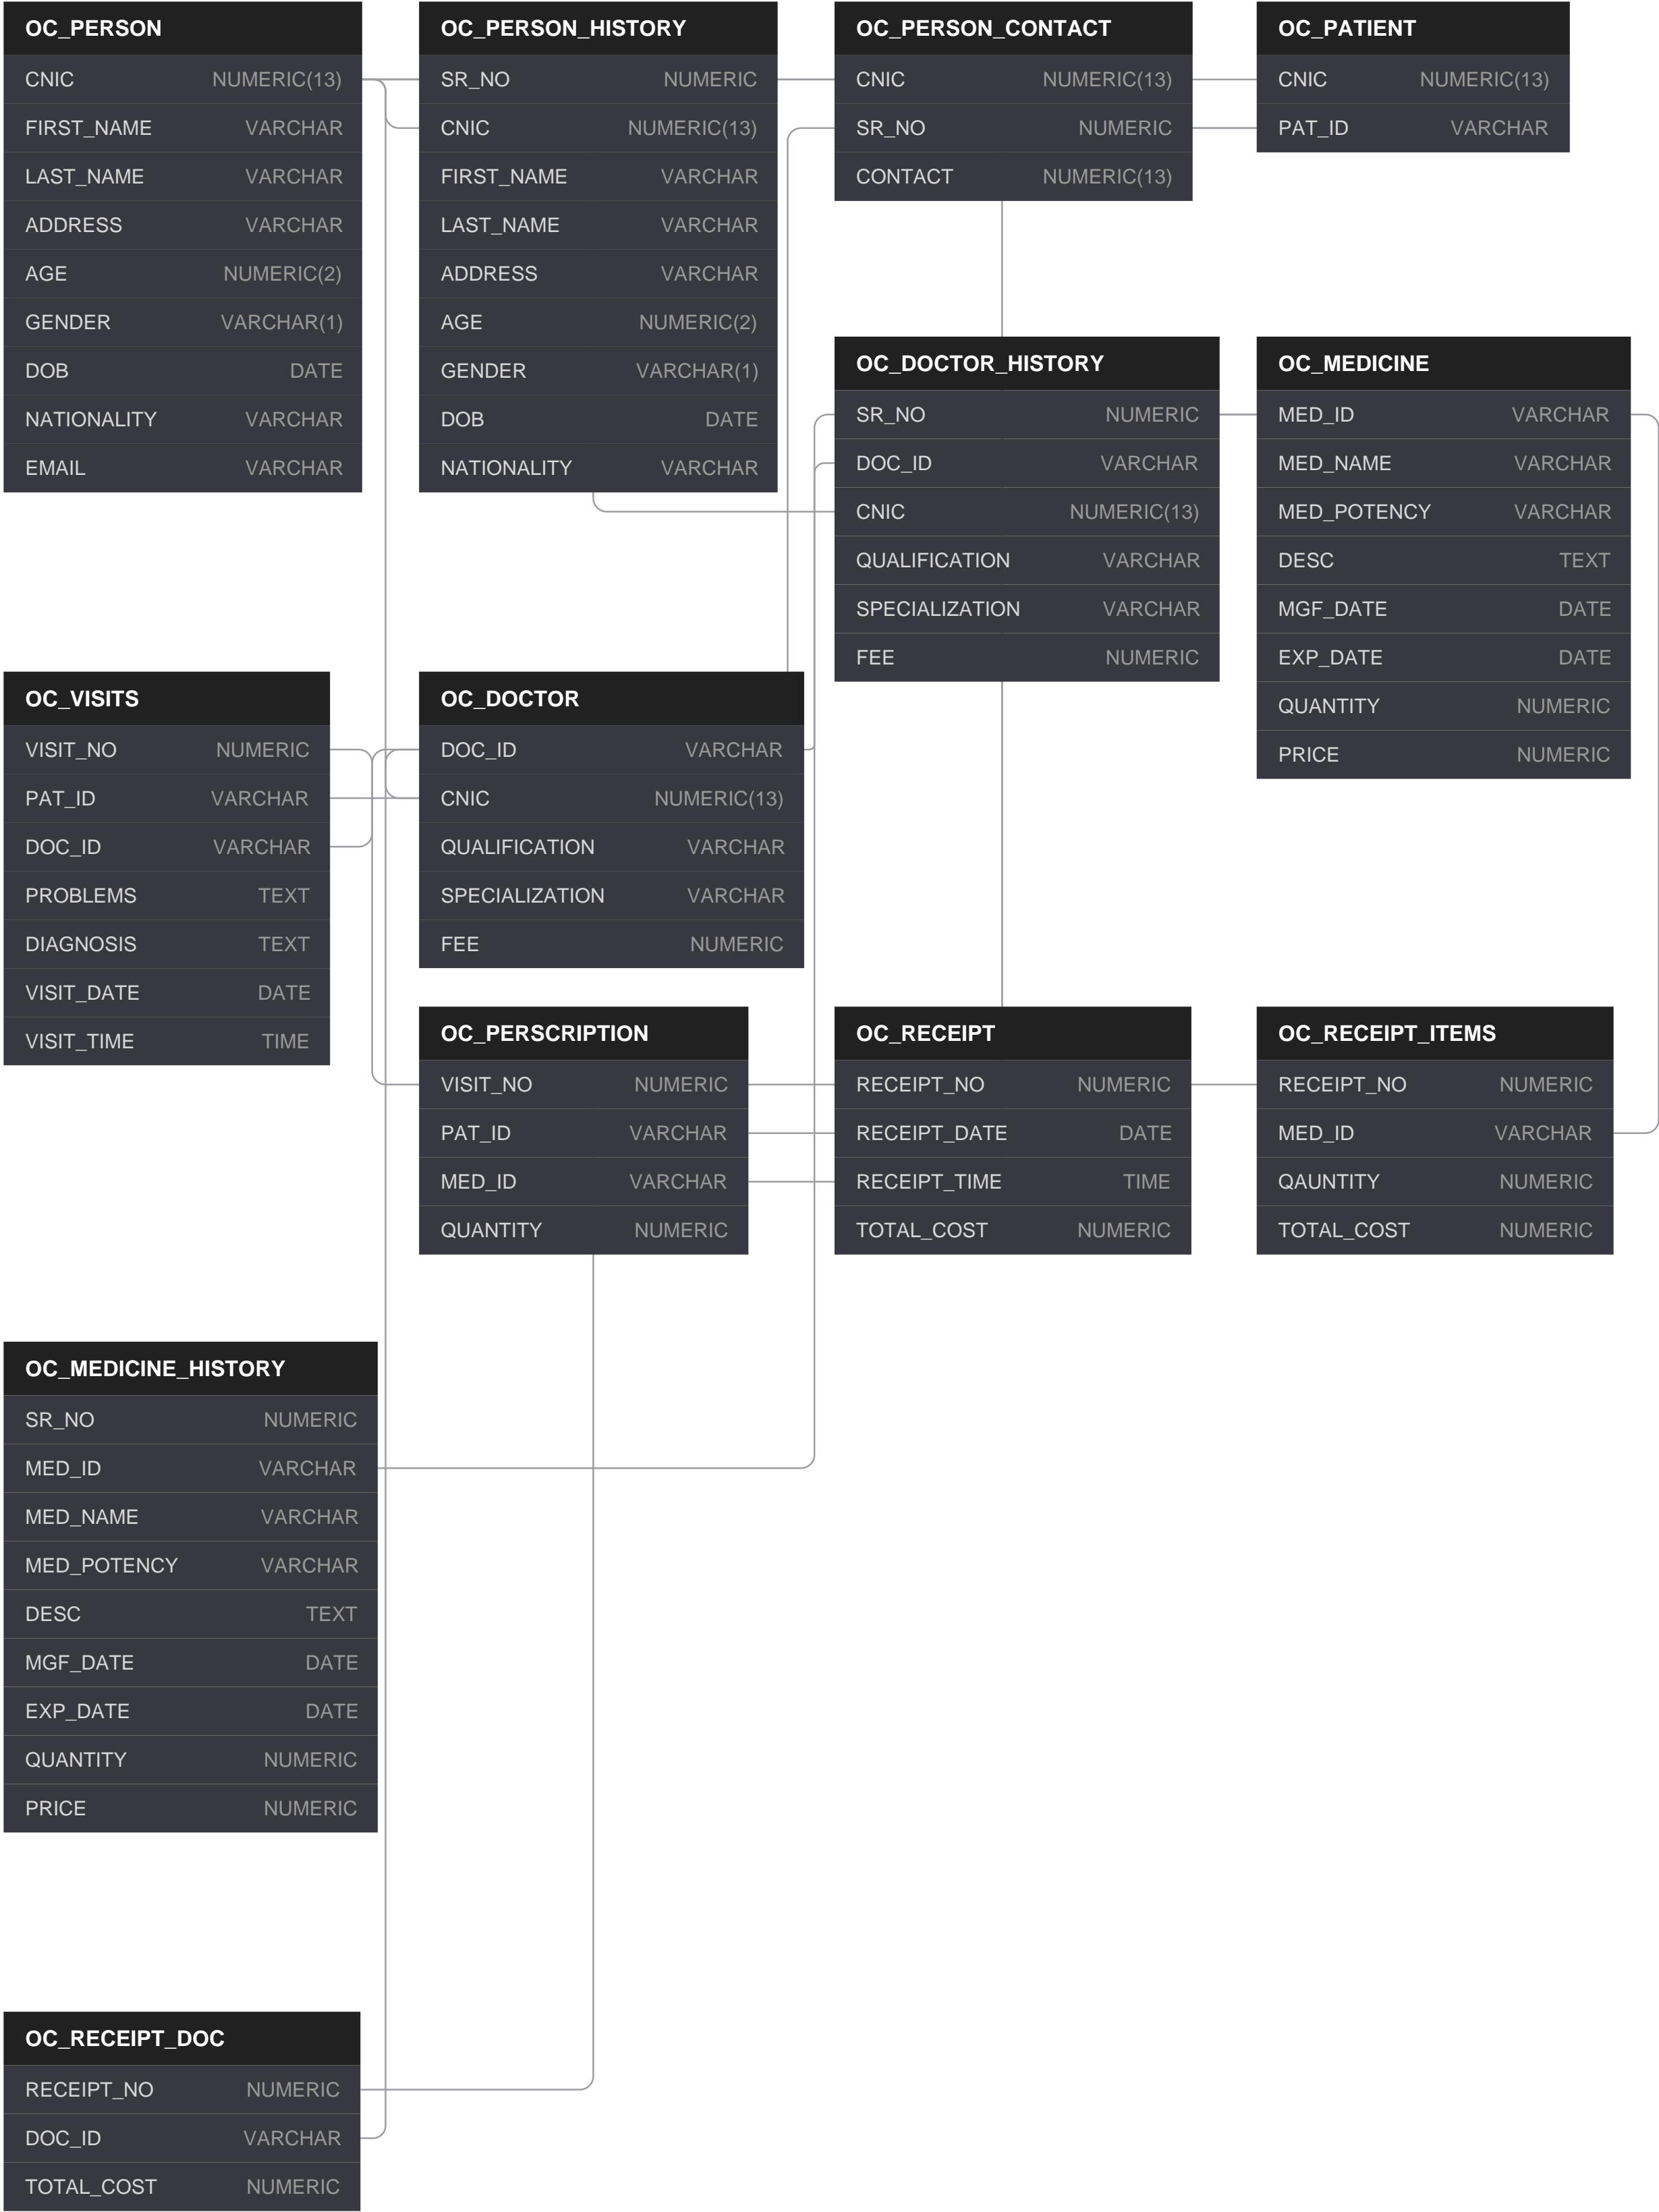 OC_PERSON
CNIC NUMERIC(13)
FIRST_NAME VARCHAR
LAST_NAME VARCHAR
ADDRESS VARCHAR
AGE NUMERIC(2)
GENDER VARCHAR(1)
DOB DATE
NATIONALITY VARCHAR
EMAIL VARCHAR
OC_PERSON_HISTORY
SR_NO NUMERIC
CNIC NUMERIC(13)
FIRST_NAME VARCHAR
LAST_NAME VARCHAR
ADDRESS VARCHAR
AGE NUMERIC(2)
GENDER VARCHAR(1)
DOB DATE
NATIONALITY VARCHAR
OC_PERSON_CONTACT
CNIC NUMERIC(13)
SR_NO NUMERIC
CONTACT NUMERIC(13)
OC_PATIENT
CNIC NUMERIC(13)
PAT_ID VARCHAR
OC_DOCTOR_HISTORY
SR_NO NUMERIC
DOC_ID VARCHAR
CNIC NUMERIC(13)
QUALIFICATION VARCHAR
SPECIALIZATION VARCHAR
FEE NUMERIC
OC_MEDICINE
MED_ID VARCHAR
MED_NAME VARCHAR
MED_POTENCY VARCHAR
DESC TEXT
MGF_DATE DATE
EXP_DATE DATE
QUANTITY NUMERIC
PRICE NUMERIC
OC_VISITS
VISIT_NO NUMERIC
PAT_ID VARCHAR
DOC_ID VARCHAR
PROBLEMS TEXT
DIAGNOSIS TEXT
VISIT_DATE DATE
VISIT_TIME TIME
OC_DOCTOR
DOC_ID VARCHAR
CNIC NUMERIC(13)
QUALIFICATION VARCHAR
SPECIALIZATION VARCHAR
FEE NUMERIC
OC_PERSCRIPTION
VISIT_NO NUMERIC
PAT_ID VARCHAR
MED_ID VARCHAR
QUANTITY NUMERIC
OC_RECEIPT
RECEIPT_NO NUMERIC
RECEIPT_DATE DATE
RECEIPT_TIME TIME
TOTAL_COST NUMERIC
OC_RECEIPT_ITEMS
RECEIPT_NO NUMERIC
MED_ID VARCHAR
QAUNTITY NUMERIC
TOTAL_COST NUMERIC
OC_MEDICINE_HISTORY
SR_NO NUMERIC
MED_ID VARCHAR
MED_NAME VARCHAR
MED_POTENCY VARCHAR
DESC TEXT
MGF_DATE DATE
EXP_DATE DATE
QUANTITY NUMERIC
PRICE NUMERIC
OC_RECEIPT_DOC
RECEIPT_NO NUMERIC
DOC_ID VARCHAR
TOTAL_COST NUMERIC